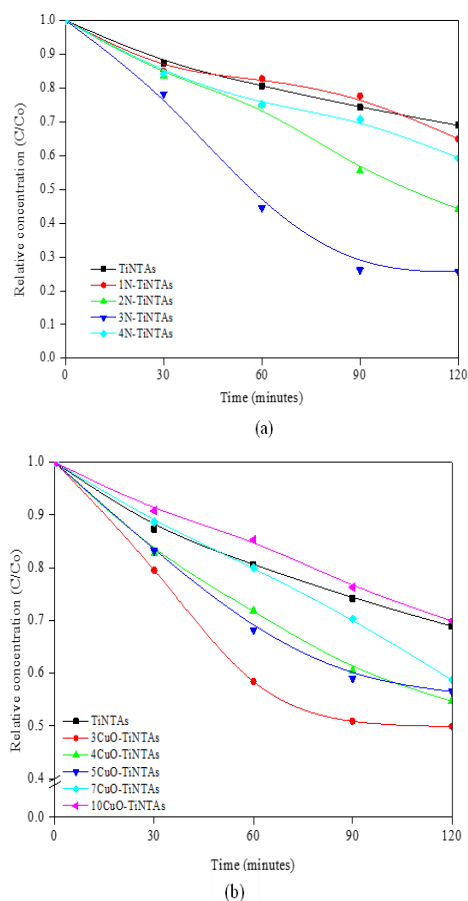 1.0
0.9
0.8
0.7
0.6
0.5
0.4
0.3
0.2
0.1
0.0
Relative concentration (C/Co)
TiNTAs
1N-TiNTAs
2N-TiNTAs
3N-TiNTAs
4N-TiNTAs
0 30 60 90 120
Time (minutes)
(a)
1.0
0.9
0.8
0.7
0.6
0.5
0.4
0.0
Relative concentration (C/Co)
TiNTAs
3CuO-TiNTAs
4CuO-TiNTAs
5CuO-TiNTAs
7CuO-TiNTAs
10CuO-TiNTAs
0 30 60 90 120
Time (minutes)
(b)